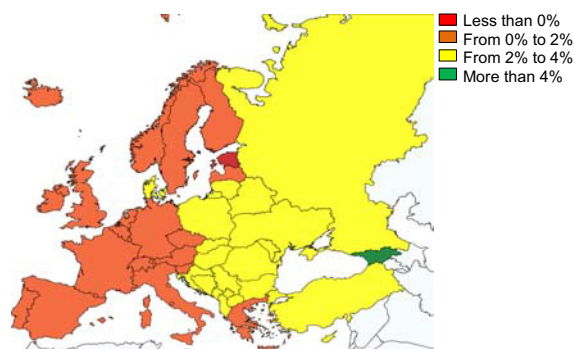 Less than 0%
From 0% to 2%
From 2% to 4%
More than 4%